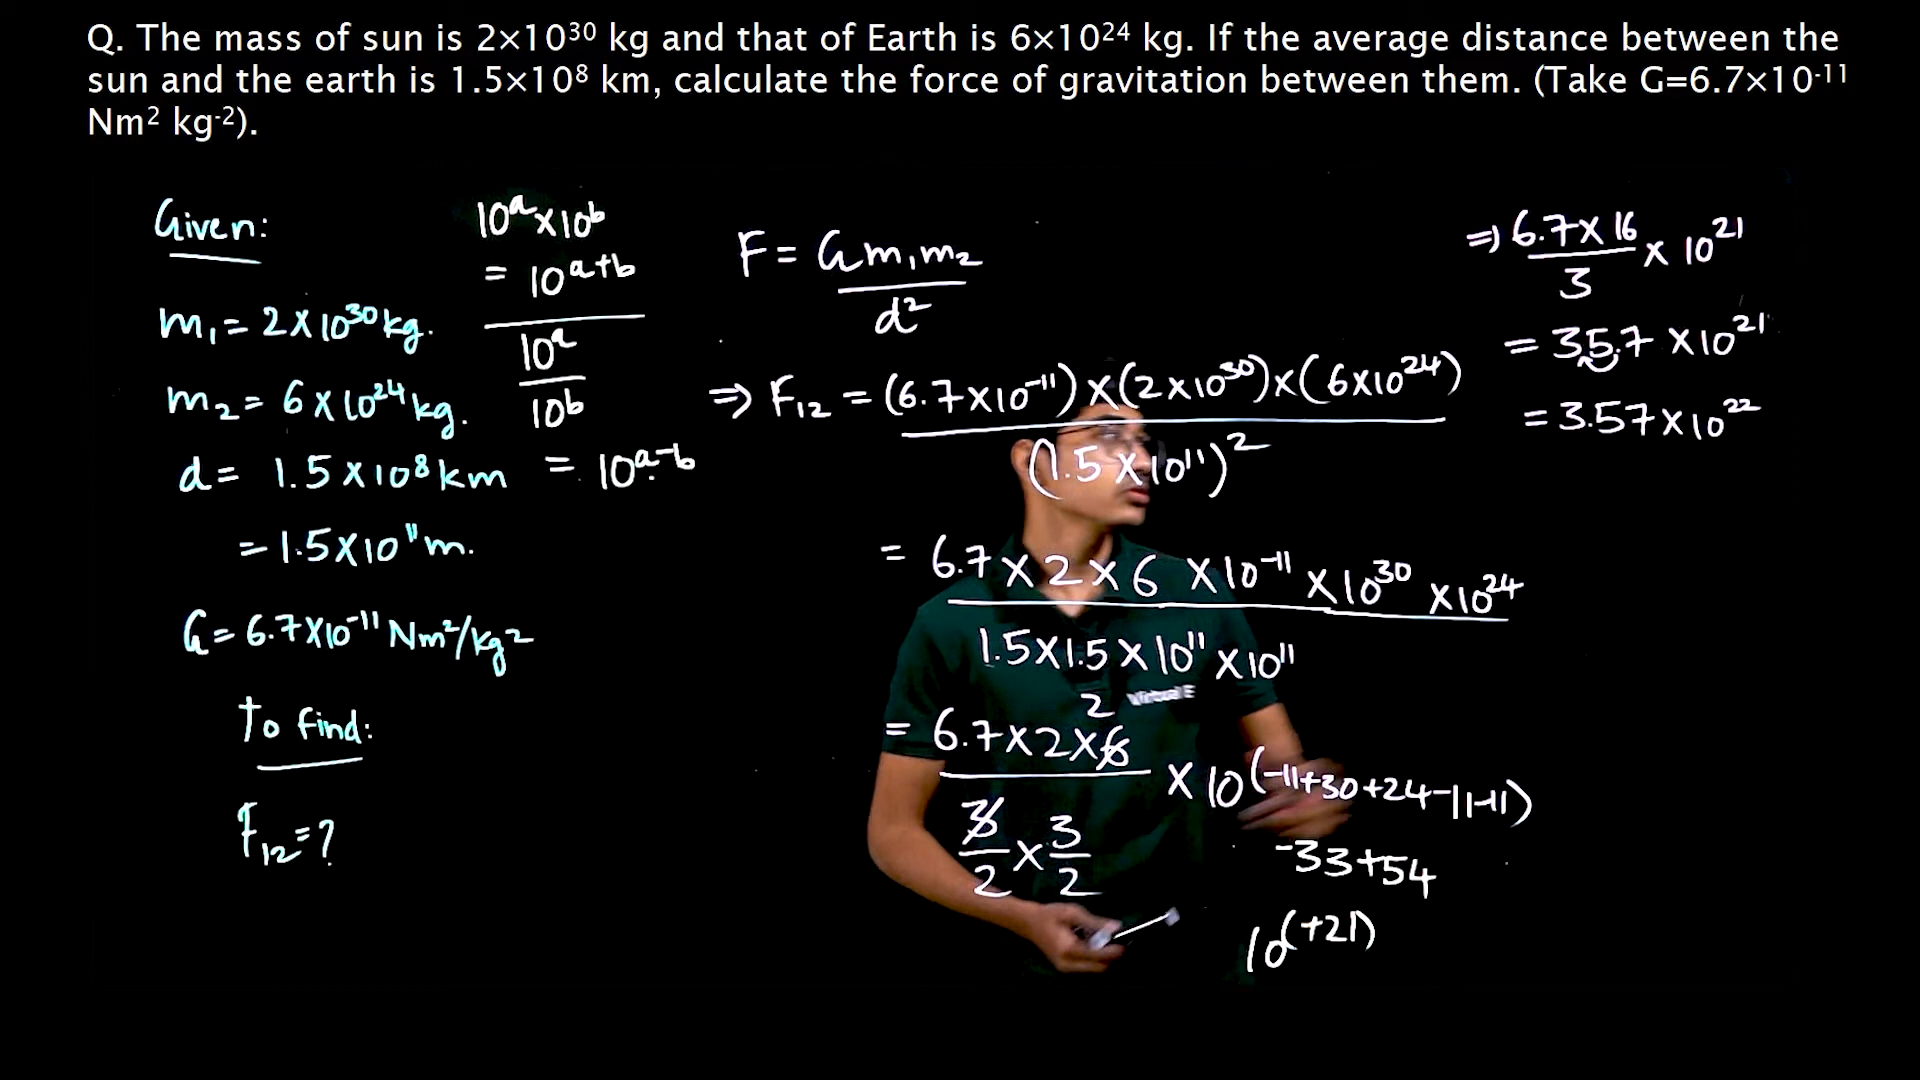 Q. The mass of sun is 2×10³⁰ kg and that of Earth is 6×10²⁴ kg. If the average distance between the
sun and the earth is 1.5×10⁸ km, calculate the force of gravitation between them. (Take G=6.7×10⁻¹¹
Nm² kg⁻²).
Given:
m₁ = 2×10³⁰ kg.
m₂ = 6×10²⁴ kg.
d = 1.5×10⁸ km
= 1.5×10¹¹ m.
G = 6.7×10⁻¹¹ Nm²/kg²
To find:
F₁₂ = ?
10ᵃ×10ᵇ
= 10ᵃ⁺ᵇ
10ᵃ
10ᵇ
= 10ᵃ⁻ᵇ
F = Gm₁m₂
d²
⇒ F₁₂ = (6.7×10⁻¹¹)×(2×10³⁰)×(6×10²⁴)
(1.5×10¹¹)²
= 6.7×2×6 ×10⁻¹¹ ×10³⁰ ×10²⁴
1.5×1.5×10¹¹ ×10¹¹
2
= 6.7×2×6 × 10^(-11+30+24-11-11)
3 × 3
2 2
-33+54
10^(+21)
⇒ 6.7×16 × 10²¹
3
= 35.7 ×10²¹
= 3.57×10²²